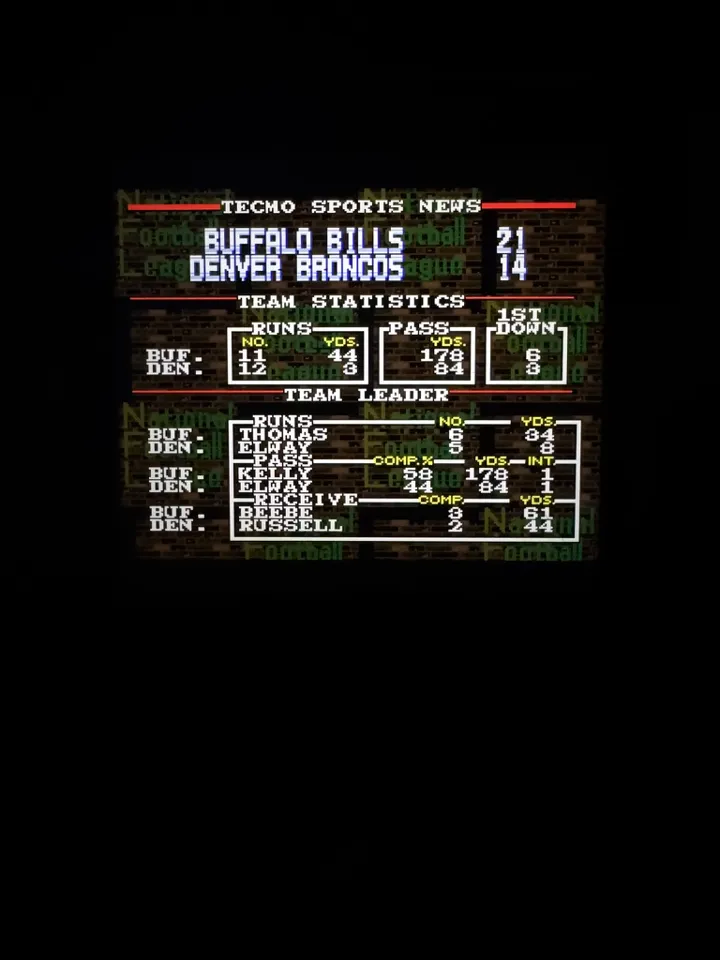 TECMO SPORTS NEWS
BUFFALO BILLS 21
DENVER BRONCOS 14
TEAM STATISTICS
RUNS PASS 1ST DOWN
NO. YDS. YDS.
BUF. 11 44 178 6
DEN. 12 3 84 3
TEAM LEADER
RUNS NO. YDS.
BUF. THOMAS 6 34
DEN. ELWAY 5 8
PASS COMP.% YDS. INT.
BUF. KELLY 58 178 1
DEN. ELWAY 44 84 1
RECEIVE COMP. YDS.
BUF. BEEBE 3 61
DEN. RUSSELL 2 44
National
Football
League